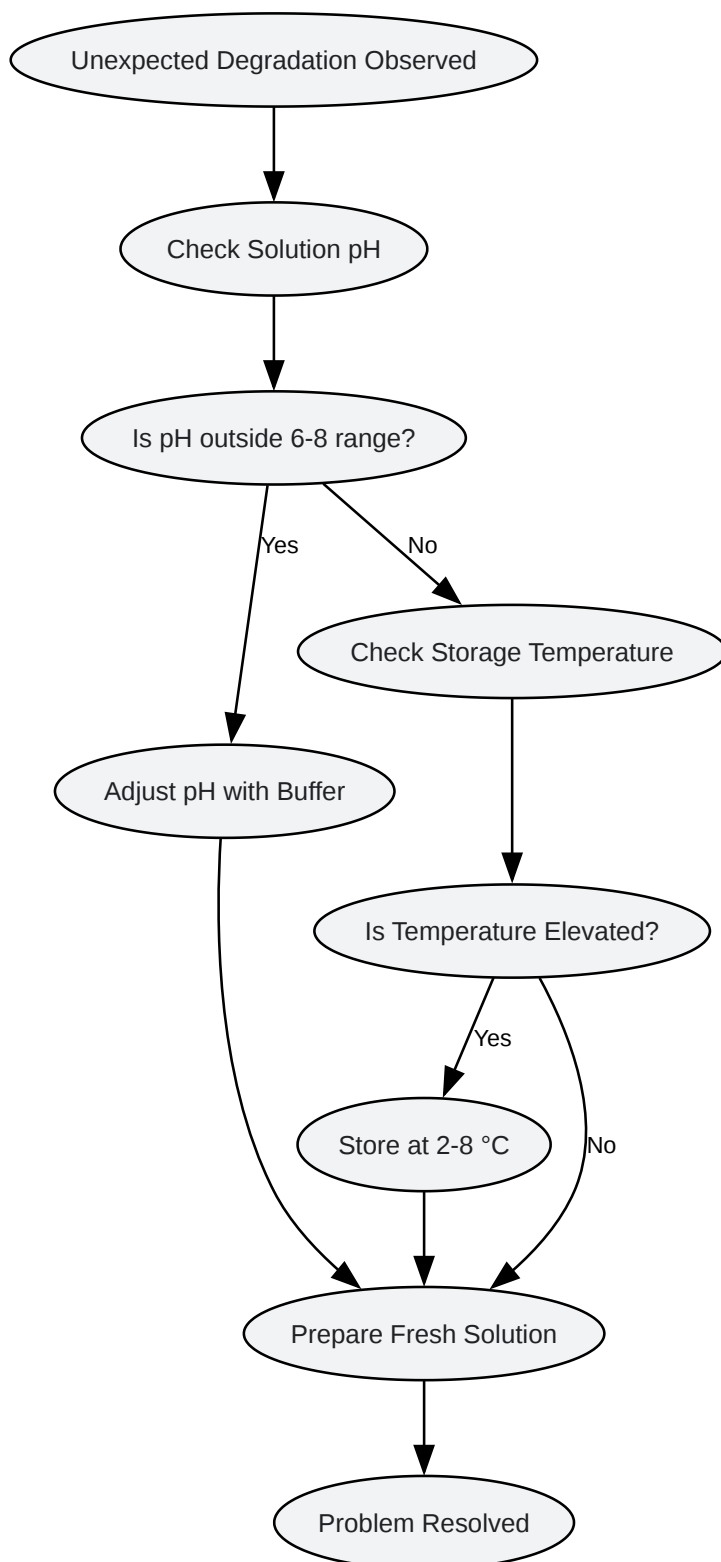 Unexpected Degradation Observed
Check Solution pH
Is pH outside 6-8 range?
Yes
No
Check Storage Temperature
Adjust pH with Buffer
Is Temperature Elevated?
Yes
Store at 2-8 °C
No
Prepare Fresh Solution
Problem Resolved